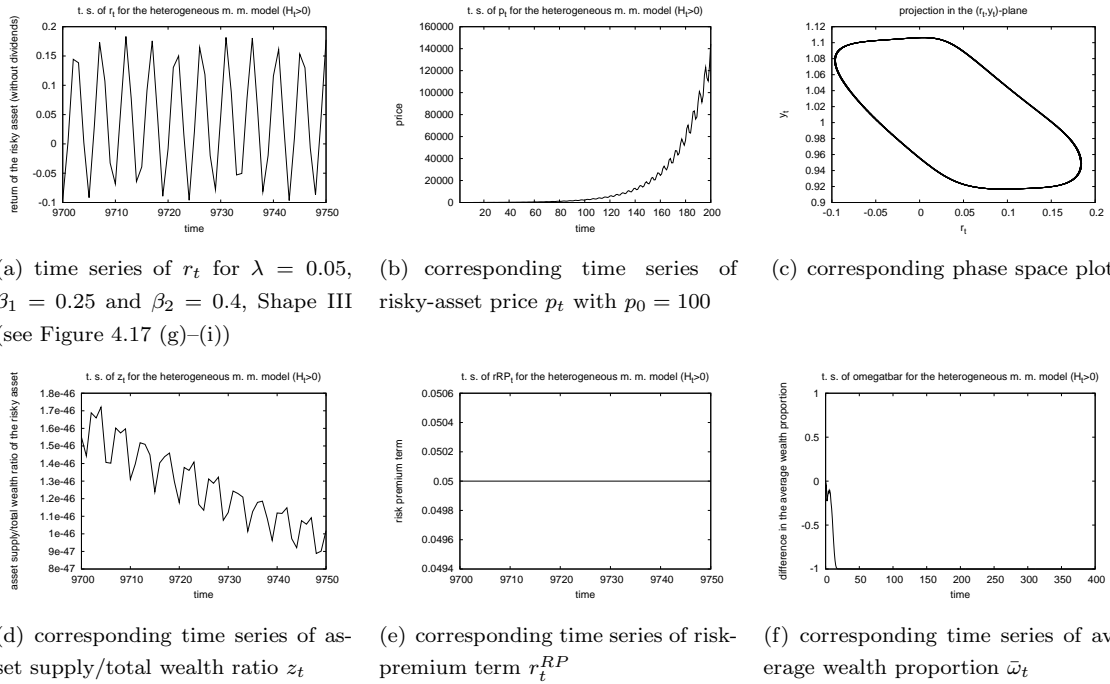 t. s. of r_t for the heterogeneous m. m. model (H_t>0)
return of the risky asset (without dividends)
0.2
0.15
0.1
0.05
0
-0.05
-0.1
9700 9710 9720 9730 9740 9750
time
t. s. of p_t for the heterogeneous m. m. model (H_t>0)
price
160000
140000
120000
100000
80000
60000
40000
20000
0
20 40 60 80 100 120 140 160 180 200
time
projection in the (r_t,y_t)-plane
y_t
1.12
1.1
1.08
1.06
1.04
1.02
1
0.98
0.96
0.94
0.92
0.9
-0.1 -0.05 0 0.05 0.1 0.15 0.2
r_t
(a) time series of r_t for λ = 0.05,
β_1 = 0.25 and β_2 = 0.4, Shape III
(see Figure 4.17 (g)–(i))
(b) corresponding time series of
risky-asset price p_t with p_0 = 100
(c) corresponding phase space plot
t. s. of z_t for the heterogeneous m. m. model (H_t>0)
asset supply/total wealth ratio of the risky asset
1.8e-46
1.7e-46
1.6e-46
1.5e-46
1.4e-46
1.3e-46
1.2e-46
1.1e-46
1e-46
9e-47
8e-47
9700 9710 9720 9730 9740 9750
time
t. s. of rRP_t for the heterogeneous m. m. model (H_t>0)
risk premium term
0.0506
0.0504
0.0502
0.05
0.0498
0.0496
0.0494
9700 9710 9720 9730 9740 9750
time
t. s. of omegatbar for the heterogeneous m. m. model (H_t>0)
difference in the average wealth proportion
1
0.5
0
-0.5
-1
0 50 100 150 200 250 300 350 400
time
(d) corresponding time series of as-
set supply/total wealth ratio z_t
(e) corresponding time series of risk-
premium term r_t^{RP}
(f) corresponding time series of av-
erage wealth proportion ω̄_t